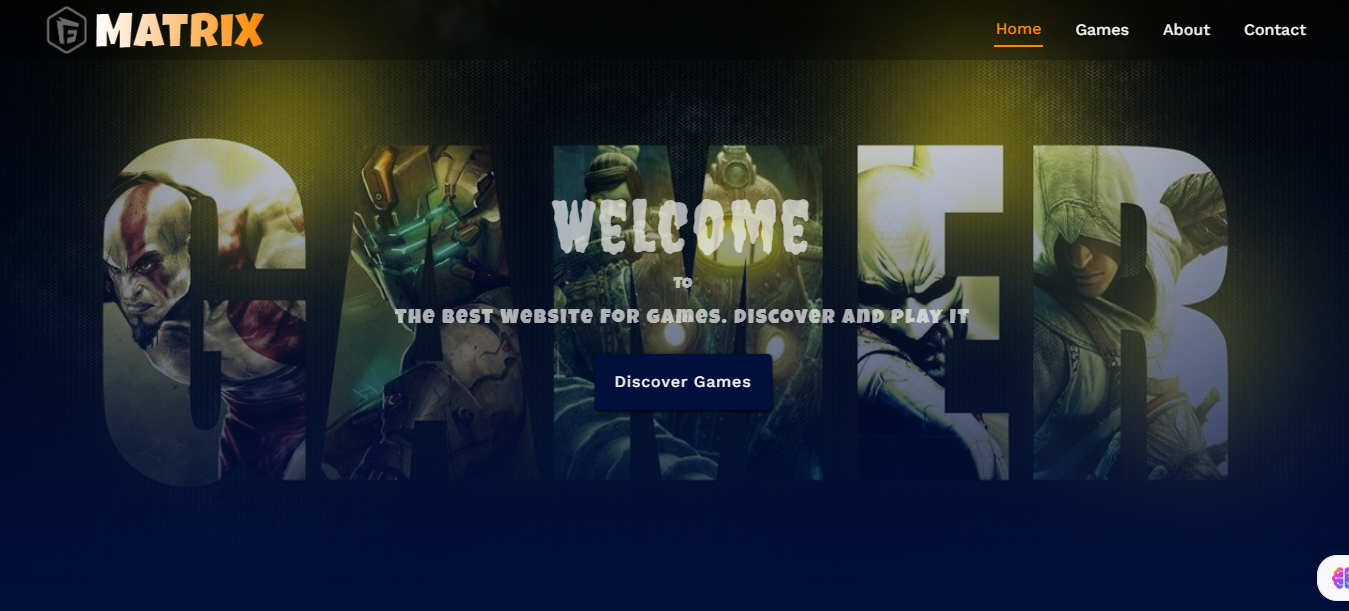 MATRIX
Home Games About Contact
GAMER
WELCOME
To
The Best Website For Games. Discover And Play It
Discover Games